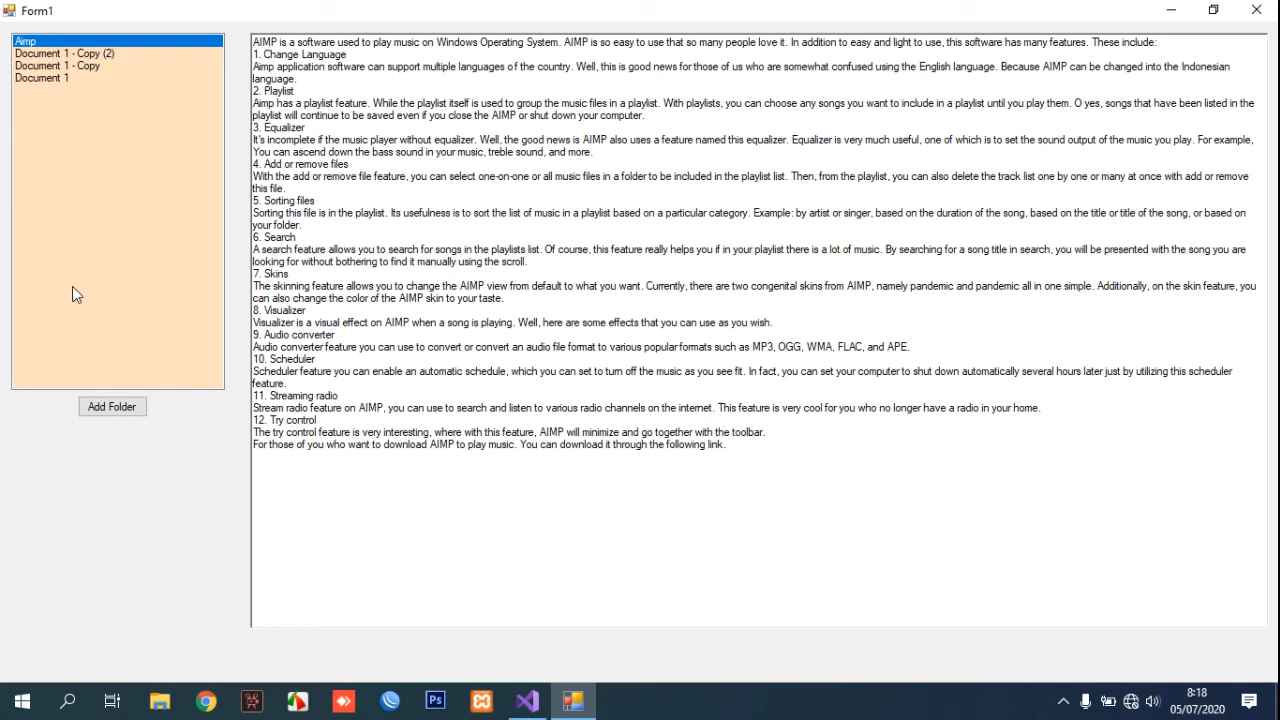 Form1
Aimp
Document 1 - Copy (2)
Document 1 - Copy
Document 1
Add Folder
AIMP is a software used to play music on Windows Operating System. AIMP is so easy to use that so many people love it. In addition to easy and light to use, this software has many features. These include:
1. Change Language
Aimp application software can support multiple languages of the country. Well, this is good news for those of us who are somewhat confused using the English language. Because AIMP can be changed into the Indonesian
language.
2. Playlist
Aimp has a playlist feature. While the playlist itself is used to group the music files in a playlist. With playlists, you can choose any songs you want to include in a playlist until you play them. O yes, songs that have been listed in the
playlist will continue to be saved even if you close the AIMP or shut down your computer.
3. Equalizer
It's incomplete if the music player without equalizer. Well, the good news is AIMP also uses a feature named this equalizer. Equalizer is very much useful, one of which is to set the sound output of the music you play. For example,
You can ascend down the bass sound in your music, treble sound, and more.
4. Add or remove files
With the add or remove file feature, you can select one-on-one or all music files in a folder to be included in the playlist list. Then, from the playlist, you can also delete the track list one by one or many at once with add or remove
this file.
5. Sorting files
Sorting this file is in the playlist. Its usefulness is to sort the list of music in a playlist based on a particular category. Example: by artist or singer, based on the duration of the song, based on the title or title of the song, or based on
your folder.
6. Search
A search feature allows you to search for songs in the playlists list. Of course, this feature really helps you if in your playlist there is a lot of music. By searching for a song title in search, you will be presented with the song you are
looking for without bothering to find it manually using the scroll.
7. Skins
The skinning feature allows you to change the AIMP view from default to what you want. Currently, there are two congenital skins from AIMP, namely pandemic and pandemic all in one simple. Additionally, on the skin feature, you
can also change the color of the AIMP skin to your taste.
8. Visualizer
Visualizer is a visual effect on AIMP when a song is playing. Well, here are some effects that you can use as you wish.
9. Audio converter
Audio converter feature you can use to convert or convert an audio file format to various popular formats such as MP3, OGG, WMA, FLAC, and APE.
10. Scheduler
Scheduler feature you can enable an automatic schedule, which you can set to turn off the music as you see fit. In fact, you can set your computer to shut down automatically several hours later just by utilizing this scheduler
feature.
11. Streaming radio
Stream radio feature on AIMP, you can use to search and listen to various radio channels on the internet. This feature is very cool for you who no longer have a radio in your home.
12. Try control
The try control feature is very interesting, where with this feature, AIMP will minimize and go together with the toolbar.
For those of you who want to download AIMP to play music. You can download it through the following link.
Ps
8:18
05/07/2020